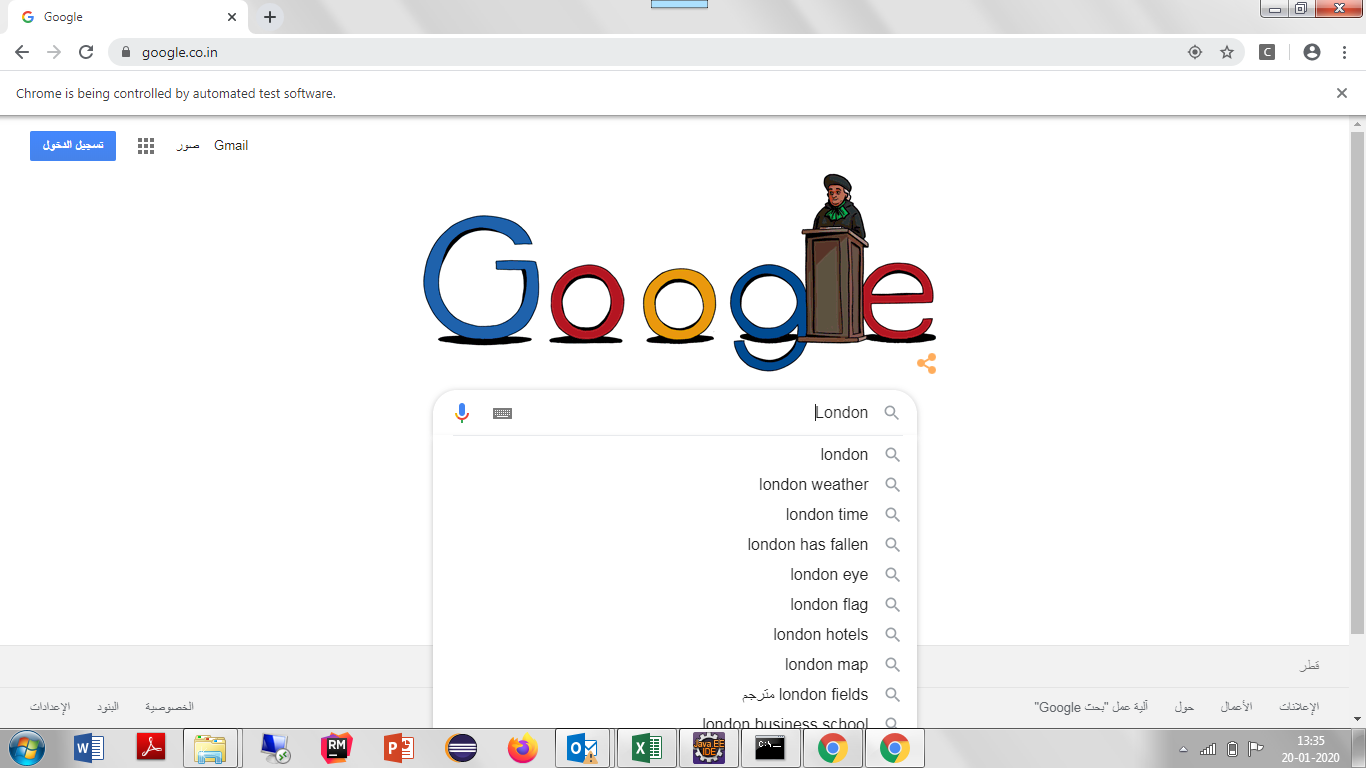 Google
google.co.in
C
Chrome is being controlled by automated test software.
تسجيل الدخول
صور
Gmail
Google
London
london
london weather
london time
london has fallen
london eye
london flag
london hotels
london map
london fields مترجم
london business school
قطر
الإعلانات
الأعمال
حول
آلية عمل "بحث Google"
الخصوصية
البنود
الإعدادات
W
RM
P
O
X
Java EE
IDE
C:\
13:35
20-01-2020